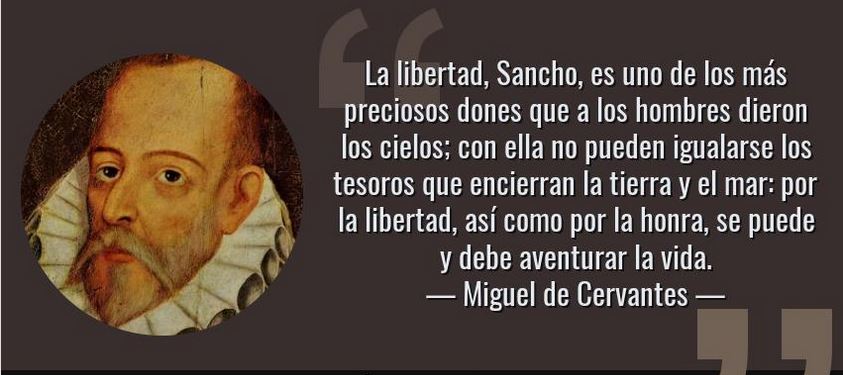 La libertad, Sancho, es uno de los más
preciosos dones que a los hombres dieron
los cielos; con ella no pueden igualarse los
tesoros que encierran la tierra y el mar: por
la libertad, así como por la honra, se puede
y debe aventurar la vida.
— Miguel de Cervantes —